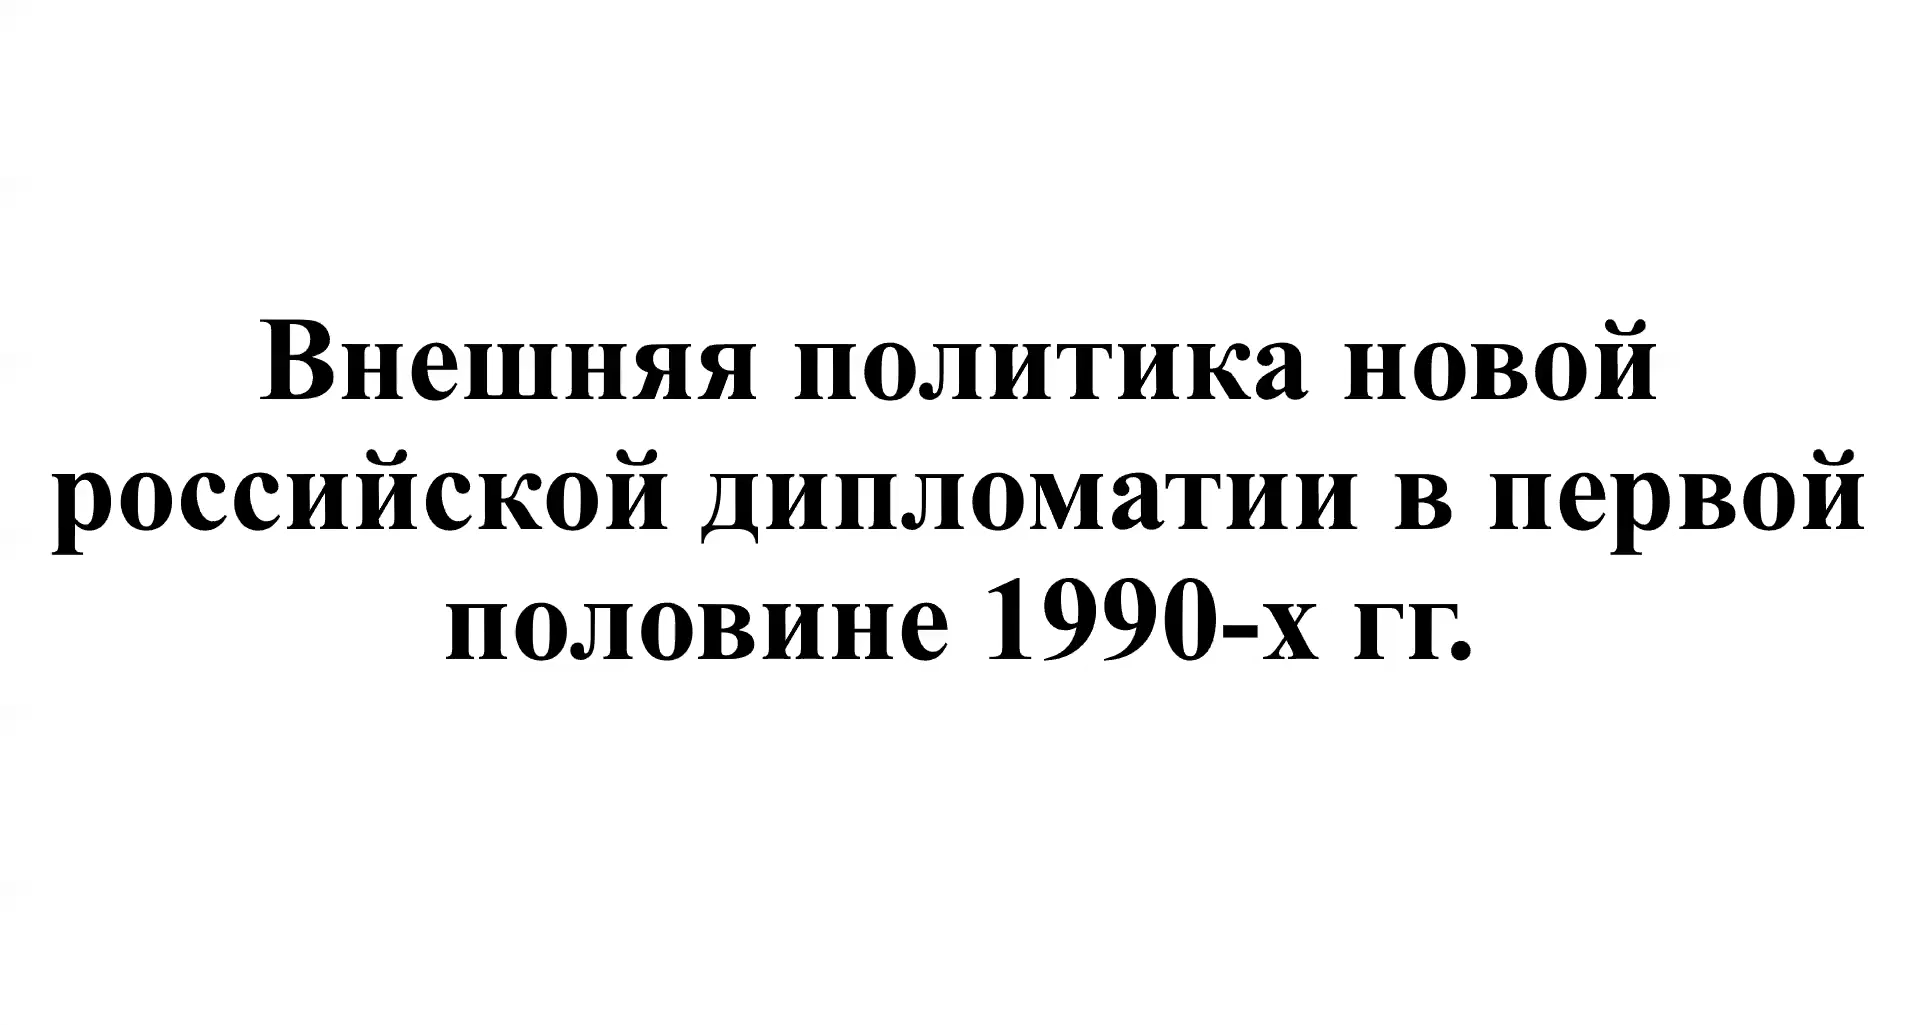 Внешняя политика новой
российской дипломатии в первой
половине 1990-х гг.